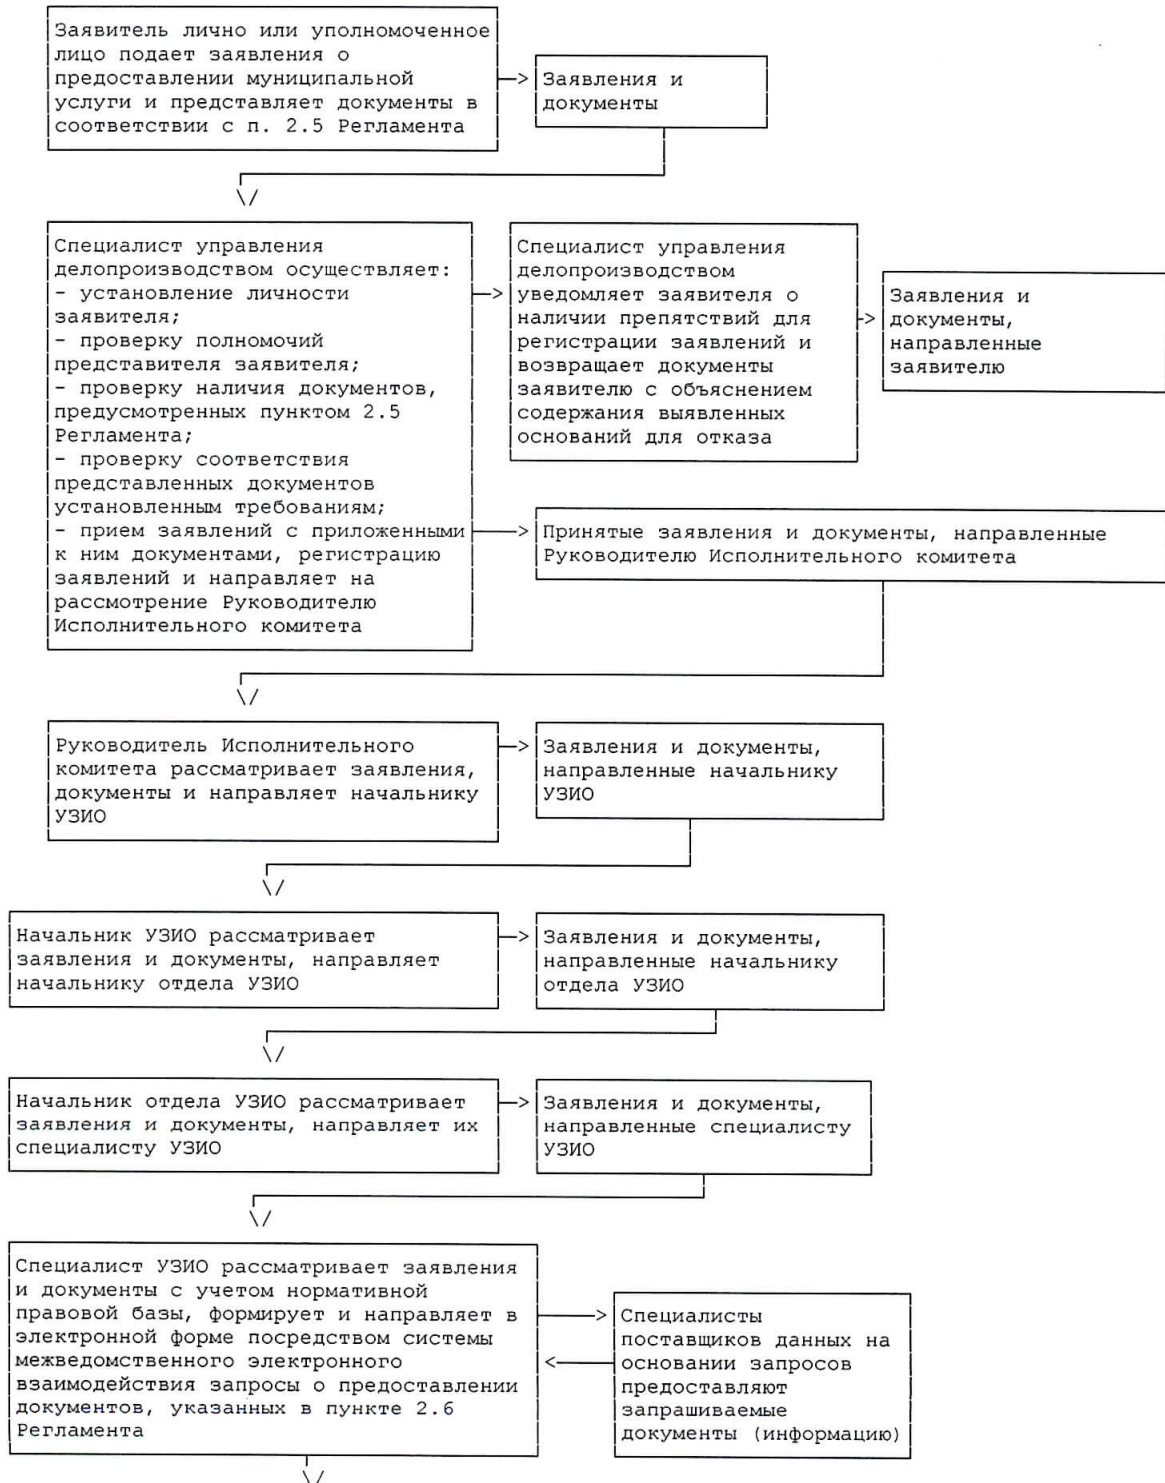 Заявитель лично или уполномоченное
лицо подает заявления о
предоставлении муниципальной
услуги и представляет документы в
соответствии с п. 2.5 Регламента
Заявления и
документы
Специалист управления
делопроизводством осуществляет:
- установление личности
заявителя;
- проверку полномочий
представителя заявителя;
- проверку наличия документов,
предусмотренных пунктом 2.5
Регламента;
- проверку соответствия
представленных документов
установленным требованиям;
- прием заявлений с приложенными
к ним документами, регистрацию
заявлений и направляет на
рассмотрение Руководителю
Исполнительного комитета
Специалист управления
делопроизводством
уведомляет заявителя о
наличии препятствий для
регистрации заявлений и
возвращает документы
заявителю с объяснением
содержания выявленных
оснований для отказа
Заявления и
документы,
направленные
заявителю
Принятые заявления и документы, направленные
Руководителю Исполнительного комитета
Руководитель Исполнительного
комитета рассматривает заявления,
документы и направляет начальнику
УЗИО
Заявления и документы,
направленные начальнику
УЗИО
Начальник УЗИО рассматривает
заявления и документы, направляет
начальнику отдела УЗИО
Заявления и документы,
направленные начальнику
отдела УЗИО
Начальник отдела УЗИО рассматривает
заявления и документы, направляет их
специалисту УЗИО
Заявления и документы,
направленные специалисту
УЗИО
Специалист УЗИО рассматривает заявления
и документы с учетом нормативной
правовой базы, формирует и направляет в
электронной форме посредством системы
межведомственного электронного
взаимодействия запросы о предоставлении
документов, указанных в пункте 2.6
Регламента
Специалисты
поставщиков данных на
основании запросов
предоставляют
запрашиваемые
документы (информацию)